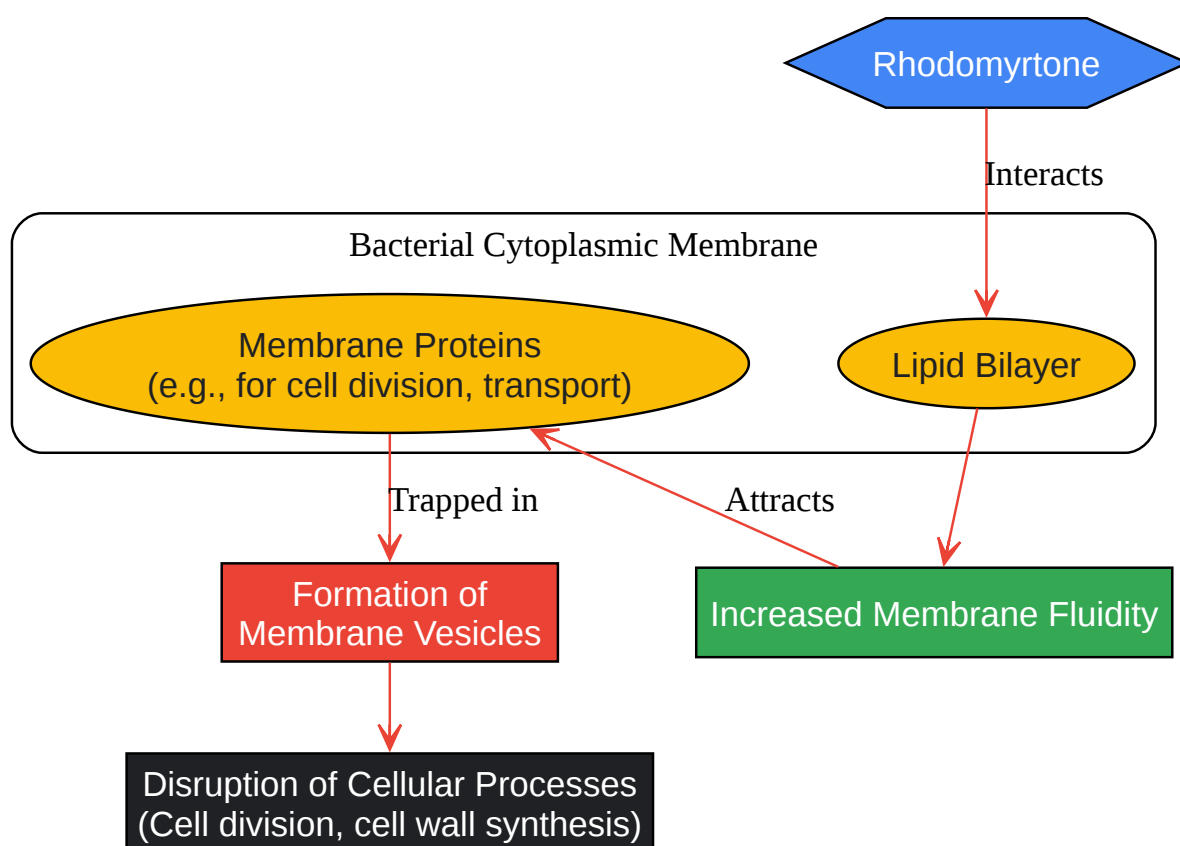 Rhodomyrtone
Interacts
Bacterial Cytoplasmic Membrane
Membrane Proteins
(e.g., for cell division, transport)
Lipid Bilayer
Trapped in
Attracts
Formation of
Membrane Vesicles
Increased Membrane Fluidity
Disruption of Cellular Processes
(Cell division, cell wall synthesis)